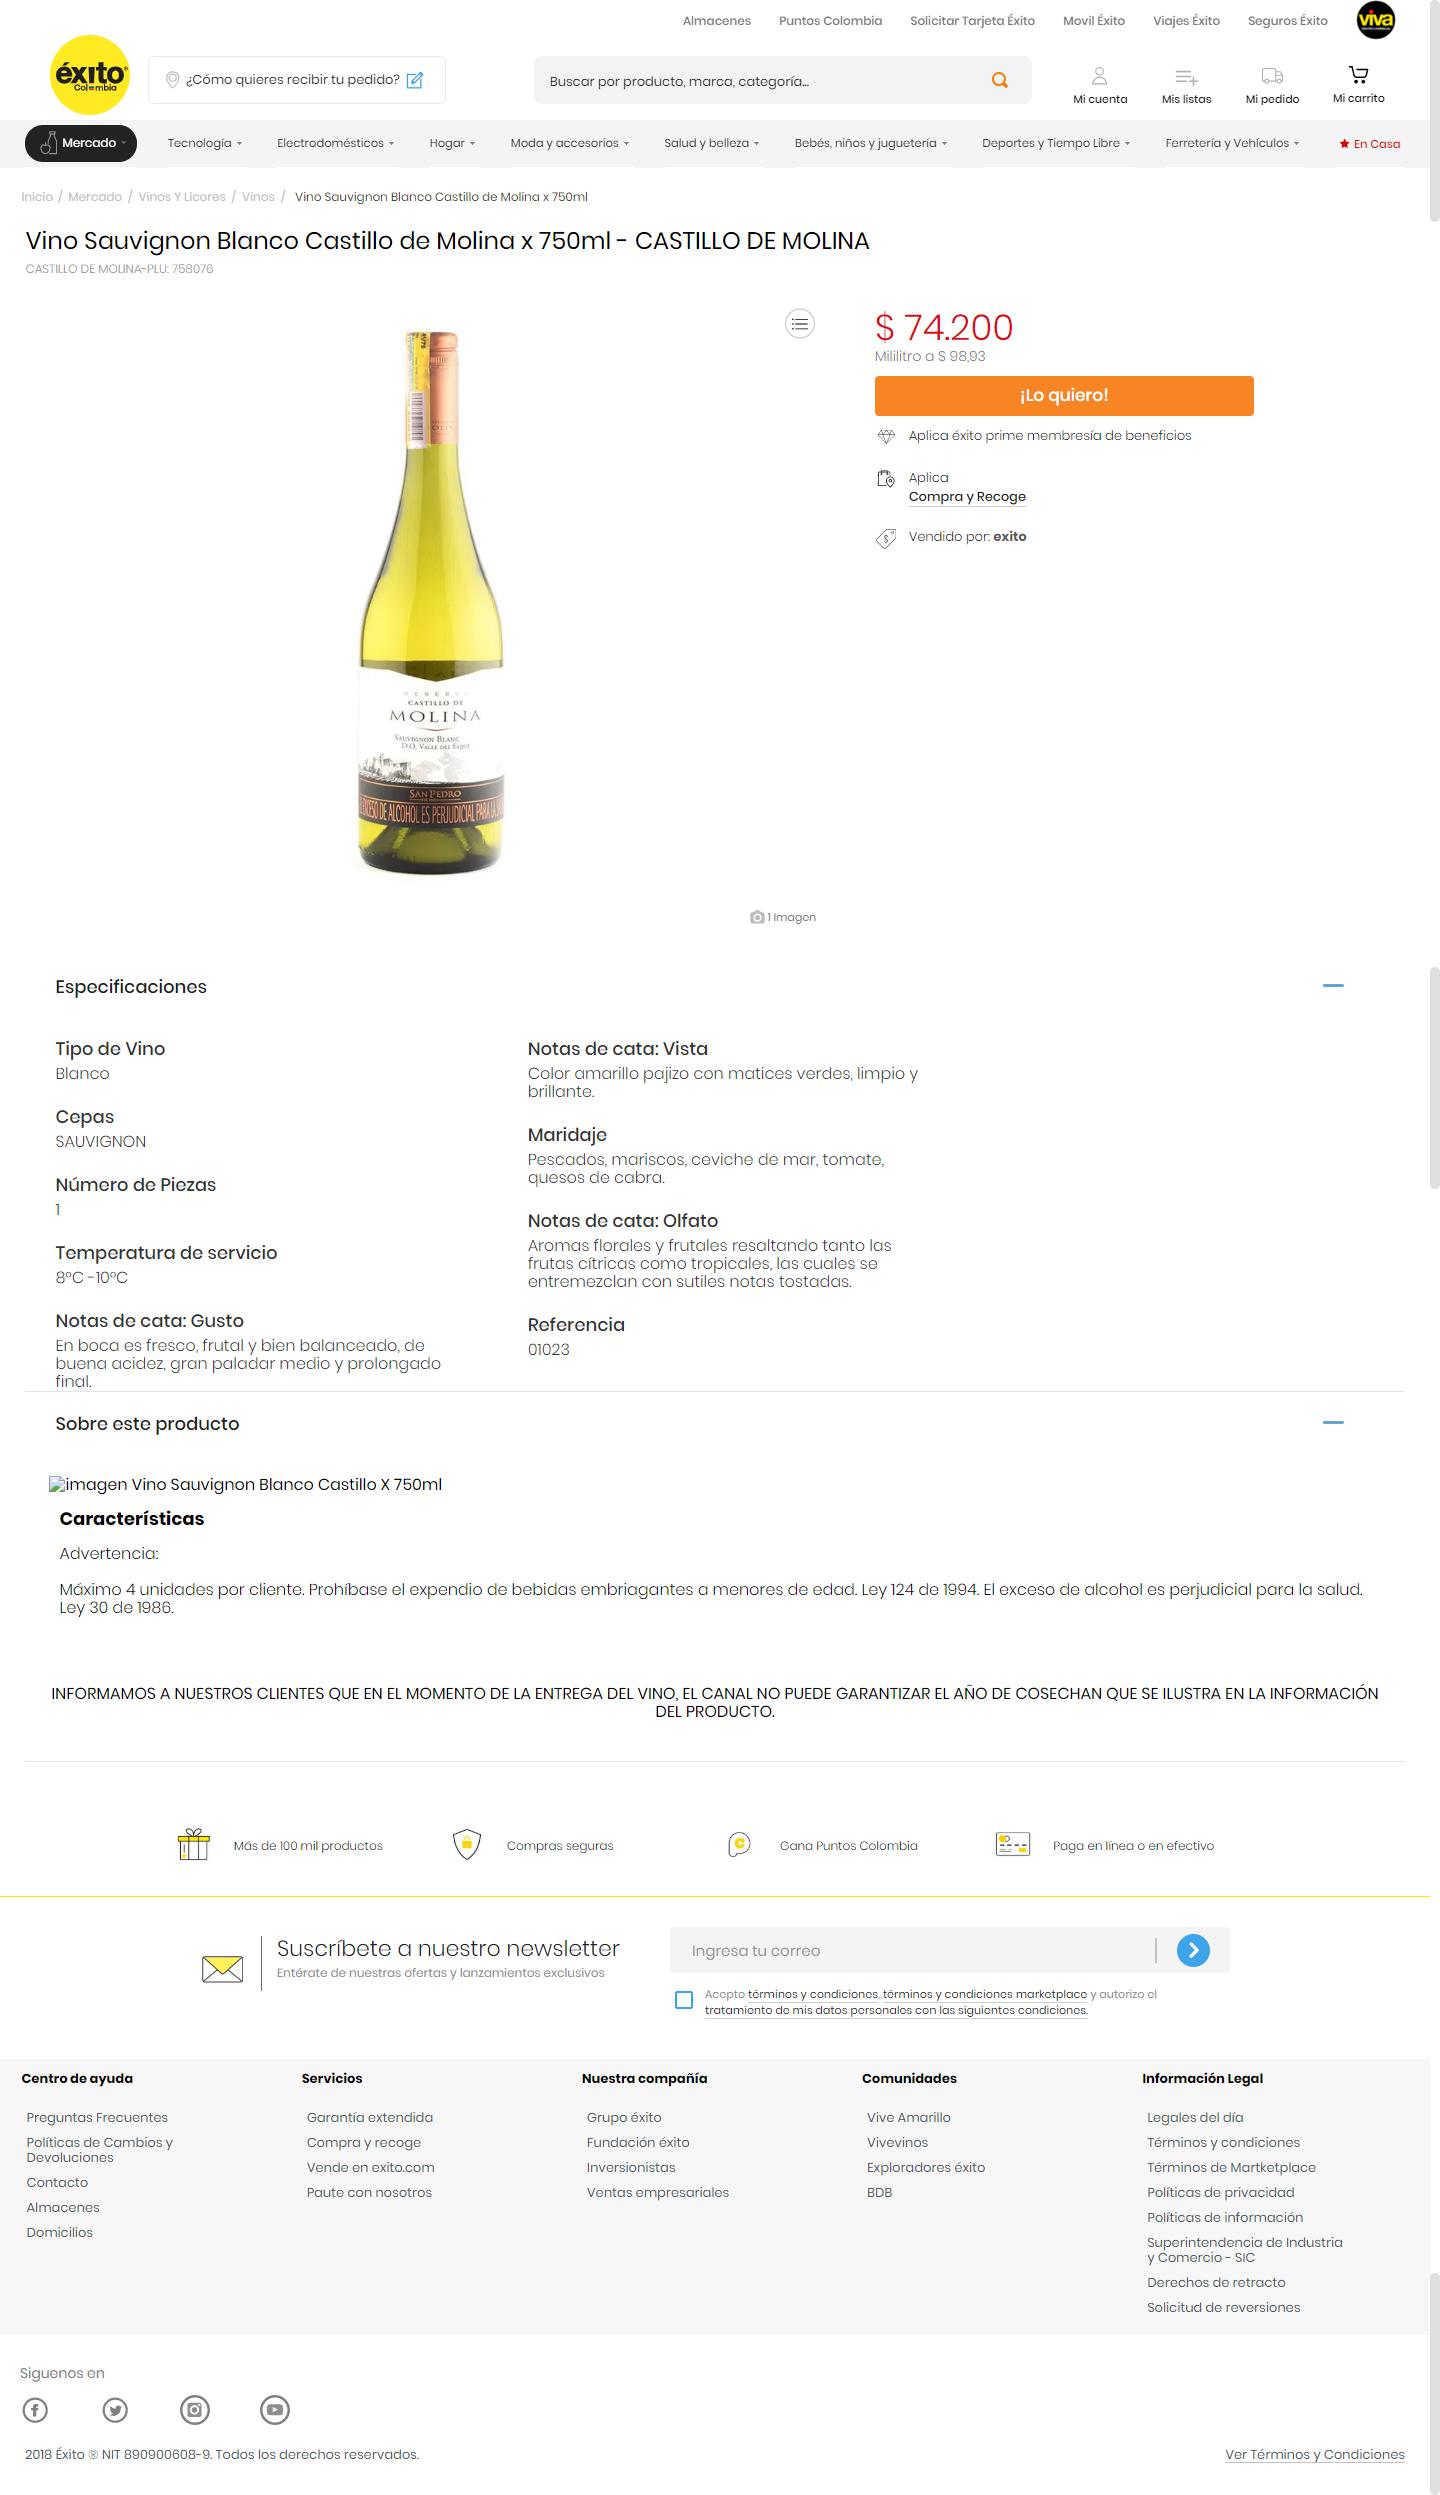 Almacenes Puntos Colombia Solicitar Tarjeta Éxito Movil Éxito Viajes Éxito Seguros Éxito viva
éxito
Colombia
¿Cómo quieres recibir tu pedido?
Buscar por producto, marca, categoría...
Mi cuenta Mis listas Mi pedido Mi carrito
Mercado Tecnología Electrodomésticos Hogar Moda y accesorios Salud y belleza Bebés, niños y juguetería Deportes y Tiempo Libre Ferretería y Vehículos En Casa
Inicio / Mercado / Vinos Y Licores / Vinos / Vino Sauvignon Blanco Castillo de Molina x 750ml
Vino Sauvignon Blanco Castillo de Molina x 750ml - CASTILLO DE MOLINA
CASTILLO DE MOLINA-PLU: 758076
$ 74.200
Mililitro a $ 98,93
¡Lo quiero!
Aplica éxito prime membresía de beneficios
Aplica
Compra y Recoge
Vendido por: exito
CASTILLO DE
MOLINA
SAUVIGNON BLANC
D.O. VALLE DEL ELQUI
SAN PEDRO
EXCESO DE ALCOHOL ES PERJUDICIAL PARA LA
1 Imagen
Especificaciones
Tipo de Vino
Blanco
Cepas
SAUVIGNON
Número de Piezas
1
Temperatura de servicio
8°C -10°C
Notas de cata: Gusto
En boca es fresco, frutal y bien balanceado, de
buena acidez, gran paladar medio y prolongado
final.
Notas de cata: Vista
Color amarillo pajizo con matices verdes, limpio y
brillante.
Maridaje
Pescados, mariscos, ceviche de mar, tomate,
quesos de cabra.
Notas de cata: Olfato
Aromas florales y frutales resaltando tanto las
frutas cítricas como tropicales, las cuales se
entremezclan con sutiles notas tostadas.
Referencia
01023
Sobre este producto
imagen Vino Sauvignon Blanco Castillo X 750ml
Características
Advertencia:
Máximo 4 unidades por cliente. Prohíbase el expendio de bebidas embriagantes a menores de edad. Ley 124 de 1994. El exceso de alcohol es perjudicial para la salud.
Ley 30 de 1986.
INFORMAMOS A NUESTROS CLIENTES QUE EN EL MOMENTO DE LA ENTREGA DEL VINO, EL CANAL NO PUEDE GARANTIZAR EL AÑO DE COSECHAN QUE SE ILUSTRA EN LA INFORMACIÓN
DEL PRODUCTO.
Más de 100 mil productos Compras seguras Gana Puntos Colombia Paga en línea o en efectivo
Suscríbete a nuestro newsletter
Entérate de nuestras ofertas y lanzamientos exclusivos
Ingresa tu correo
Acepto términos y condiciones, términos y condiciones marketplace y autorizo el
tratamiento de mis datos personales con las siguientes condiciones.
Centro de ayuda
Preguntas Frecuentes
Políticas de Cambios y
Devoluciones
Contacto
Almacenes
Domicilios
Servicios
Garantía extendida
Compra y recoge
Vende en exito.com
Paute con nosotros
Nuestra compañía
Grupo éxito
Fundación éxito
Inversionistas
Ventas empresariales
Comunidades
Vive Amarillo
Vivevinos
Exploradores éxito
BDB
Información Legal
Legales del día
Términos y condiciones
Términos de Martketplace
Políticas de privacidad
Políticas de información
Superintendencia de Industria
y Comercio - SIC
Derechos de retracto
Solicitud de reversiones
Siguenos en
2018 Éxito ® NIT 890900608-9. Todos los derechos reservados.
Ver Términos y Condiciones